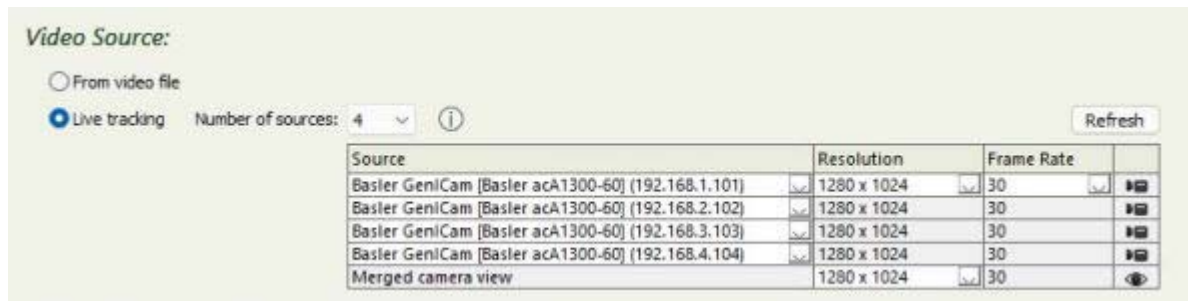 Video Source:
From video file
Live tracking Number of sources: 4 Refresh
Source Resolution Frame Rate
Basler GenICam [Basler acA1300-60] (192.168.1.101) 1280 x 1024 30
Basler GenICam [Basler acA1300-60] (192.168.2.102) 1280 x 1024 30
Basler GenICam [Basler acA1300-60] (192.168.3.103) 1280 x 1024 30
Basler GenICam [Basler acA1300-60] (192.168.4.104) 1280 x 1024 30
Merged camera view 1280 x 1024 30